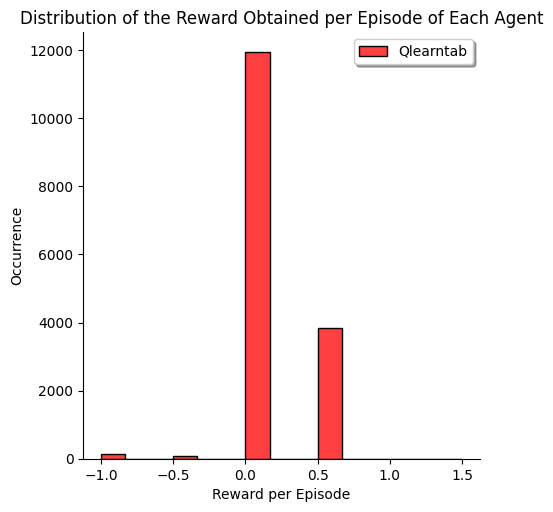 Distribution of the Reward Obtained per Episode of Each Agent
Qlearntab
12000
10000
8000
6000
4000
2000
0
Occurrence
−1.0 −0.5 0.0 0.5 1.0 1.5
Reward per Episode